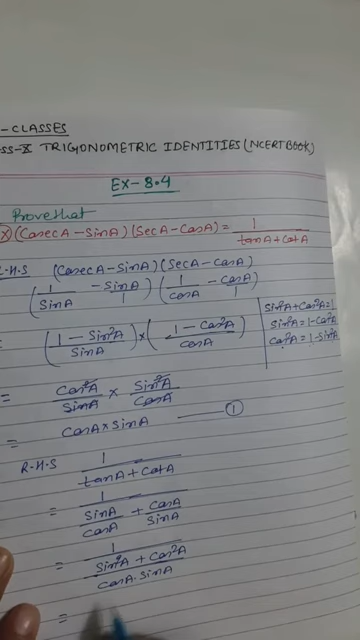 -CLASSES
SS-X TRIGONOMETRIC IDENTITIES (NCERT BOOK)
EX-8.4
Prove that
x) (CosecA - SinA) (SecA - CosA) = 1/(tanA + CotA)
L.H.S (CosecA - SinA) (SecA - CosA)
(1/SinA - SinA/1) (1/CosA - CosA/1)
= ((1 - Sin²A)/SinA) × ((1 - Cos²A)/CosA)
Sin²A + Cos²A = 1
Sin²A = 1 - Cos²A
Cos²A = 1 - Sin²A
= Cos²A/SinA × Sin²A/CosA
= CosA × SinA ——— ①
R.H.S 1/(tanA + CotA)
= 1/(SinA/CosA + CosA/SinA)
= 1/((Sin²A + Cos²A)/(CosA . SinA))
=